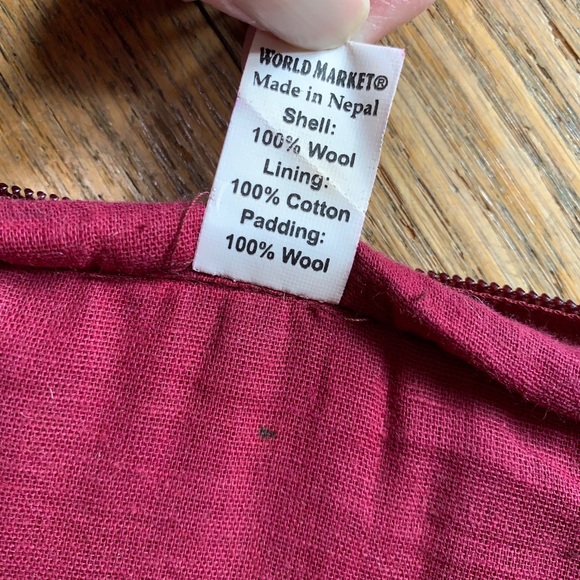 WORLD MARKET®
Made in Nepal
Shell:
100% Wool
Lining:
100% Cotton
Padding:
100% Wool